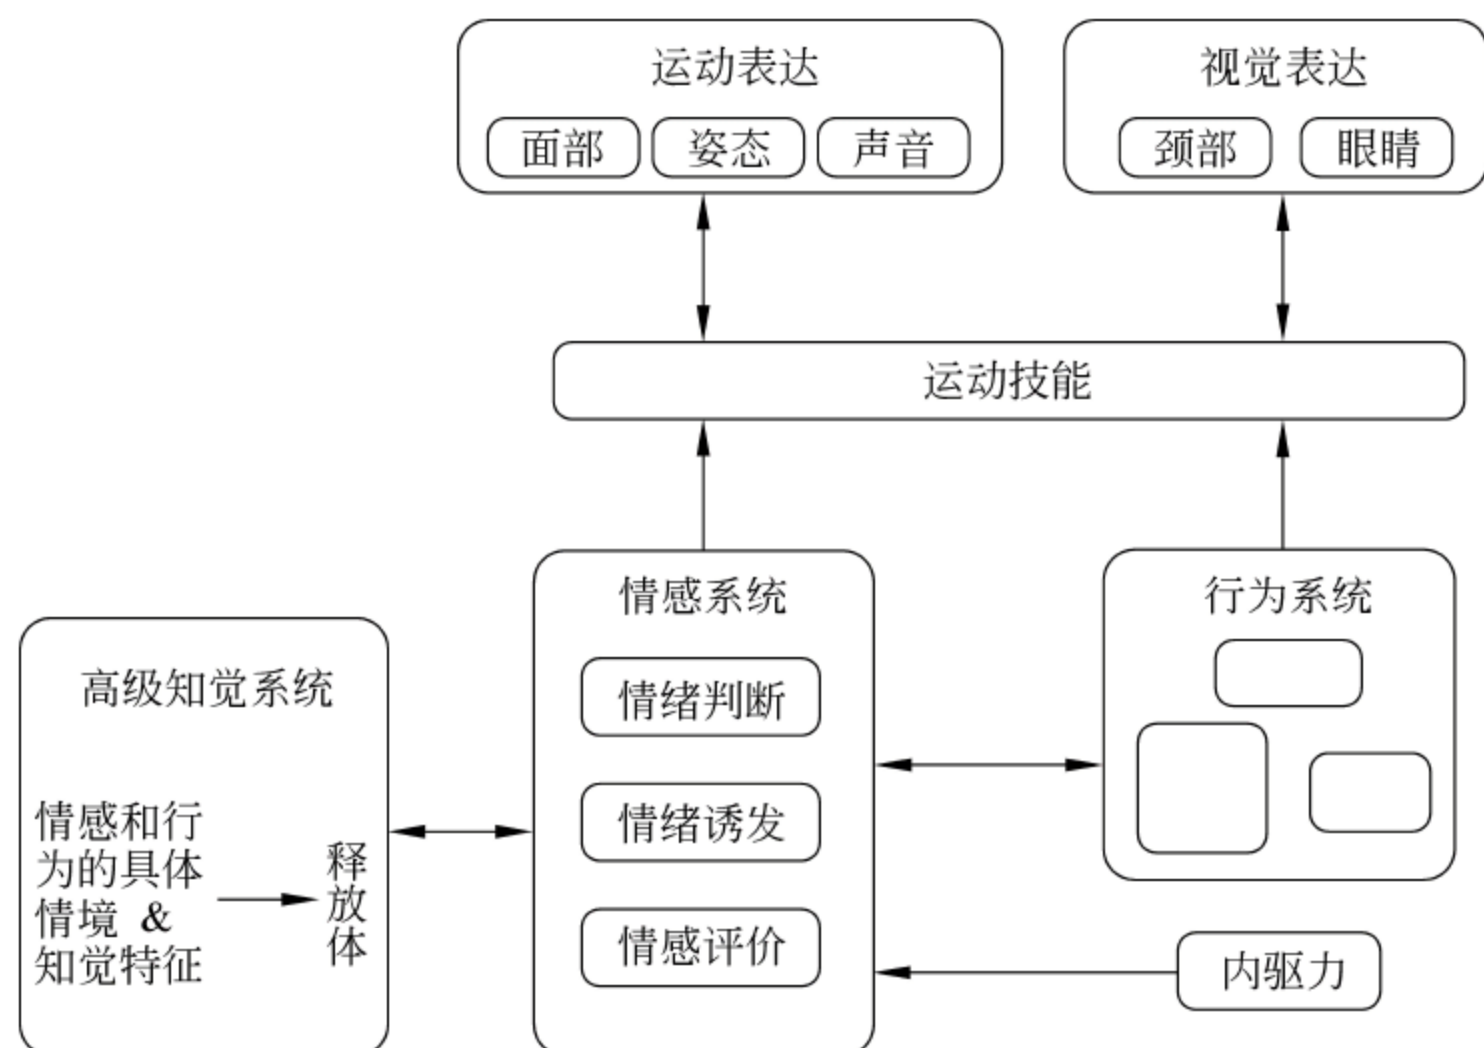 运动表达
面部 姿态 声音
视觉表达
颈部 眼睛
运动技能
情感系统
情绪判断
情绪诱发
情感评价
行为系统
高级知觉系统
情感和行
为的具体
情境 &
知觉特征
释
放
体
内驱力